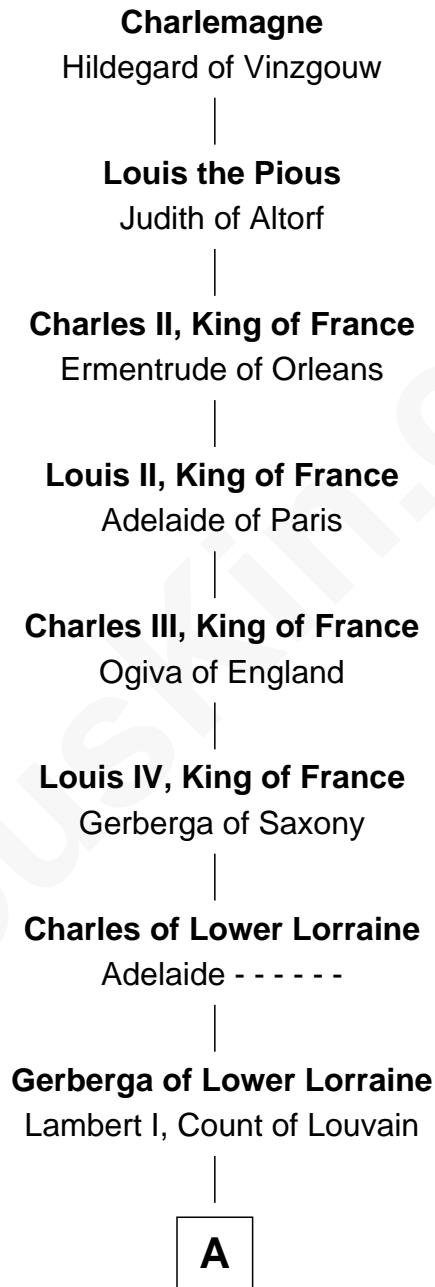 Charlemagne
Hildegard of Vinzgouw
Louis the Pious
Judith of Altorf
Charles II, King of France
Ermentrude of Orleans
Louis II, King of France
Adelaide of Paris
Charles III, King of France
Ogiva of England
Louis IV, King of France
Gerberga of Saxony
Charles of Lower Lorraine
Adelaide - - - - - -
Gerberga of Lower Lorraine
Lambert I, Count of Louvain
A